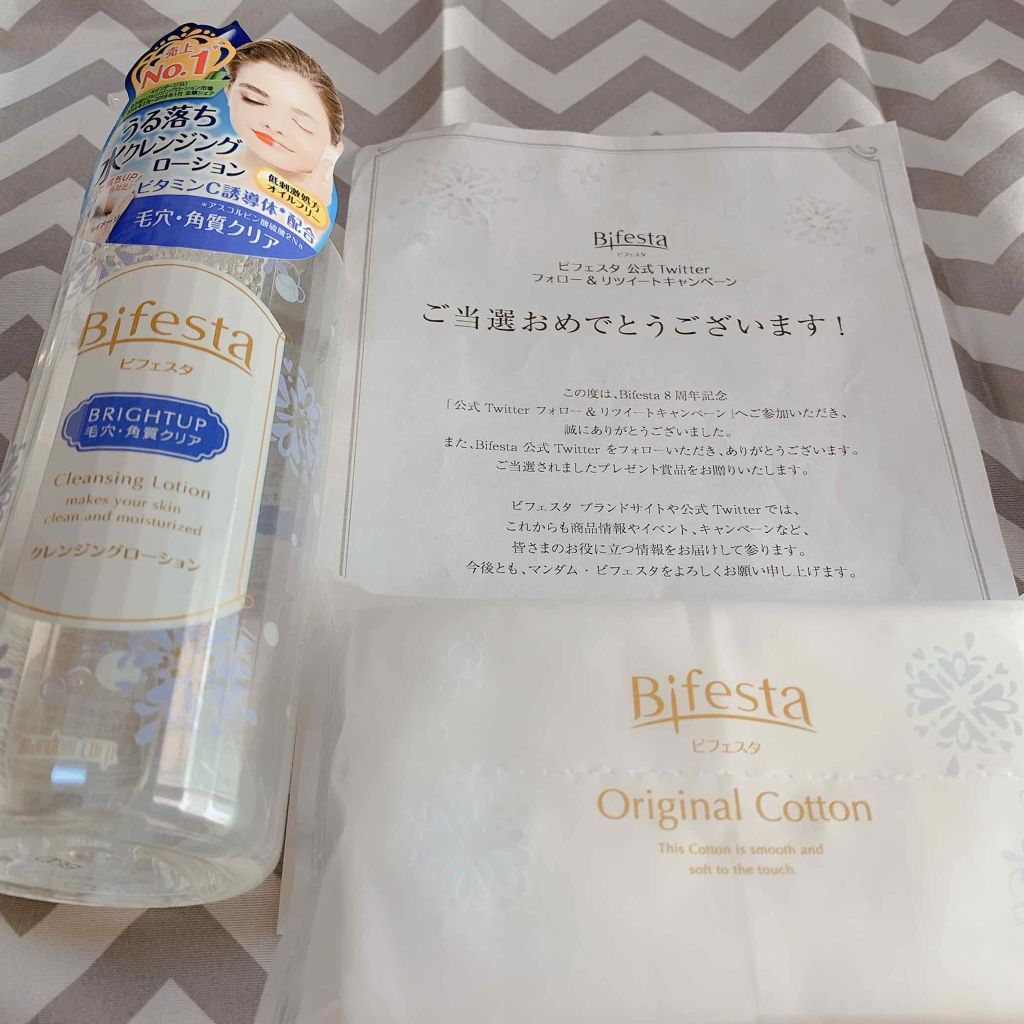 売上
No.1
うる落ち
水クレンジング
ローション
ビタミンC誘導体*配合
*アスコルビン酸硫酸2Na
毛穴・角質クリア
低刺激処方
オイルフリー
Bifesta
ビフェスタ
BRIGHTUP
毛穴・角質クリア
Cleansing Lotion
makes your skin
clean and moisturized
クレンジングローション
Bifesta
ビフェスタ
ビフェスタ 公式 Twitter
フォロー&リツイートキャンペーン
ご当選おめでとうございます!
この度は、Bifesta 8 周年記念
「公式 Twitter フォロー&リツイートキャンペーン」へご参加いただき、
誠にありがとうございました。
また、Bifesta 公式 Twitter をフォローいただき、ありがとうございます。
ご当選されましたプレゼント賞品をお贈りいたします。
ビフェスタ ブランドサイトや公式 Twitter では、
これからも商品情報やイベント、キャンペーンなど、
皆さまのお役に立つ情報をお届けして参ります。
今後とも、マンダム・ビフェスタをよろしくお願い申し上げます。
Bifesta
ビフェスタ
Original Cotton
This Cotton is smooth and
soft to the touch.